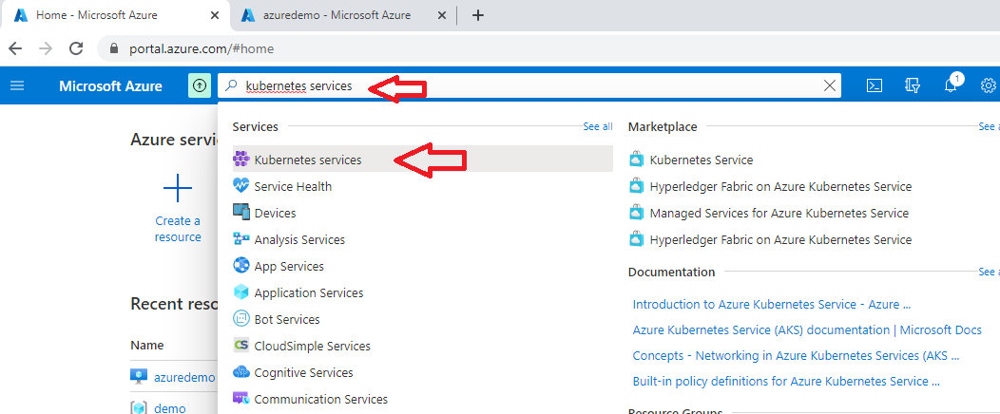 Home - Microsoft Azure
azuredemo - Microsoft Azure
portal.azure.com/#home
Microsoft Azure
kubernetes services
1
Azure servi
Create a
resource
Recent reso
Name
azuredemo
demo
Services
See all
Kubernetes services
Service Health
Devices
Analysis Services
App Services
Application Services
Bot Services
CS CloudSimple Services
Cognitive Services
Communication Services
Marketplace
See a
Kubernetes Service
Hyperledger Fabric on Azure Kubernetes Service
Managed Services for Azure Kubernetes Service
Hyperledger Fabric on Azure Kubernetes Service
Documentation
See a
Introduction to Azure Kubernetes Service - Azure ...
Azure Kubernetes Service (AKS) documentation | Microsoft Docs
Concepts - Networking in Azure Kubernetes Services (AKS ...
Built-in policy definitions for Azure Kubernetes Service ...
Resource Groups